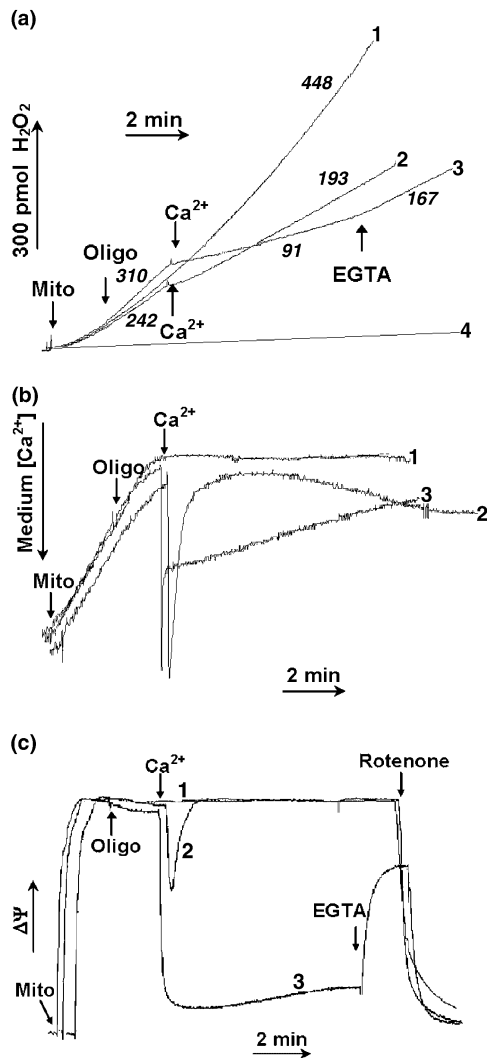 (a)
300 pmol H₂O₂
2 min
1
448
2
193
3
167
Ca²⁺
Oligo
310
91
EGTA
Mito
242
Ca²⁺
4
(b)
Medium [Ca²⁺]
Ca²⁺
Oligo
1
3
2
Mito
2 min
(c)
ΔΨ
Ca²⁺
1
Rotenone
Oligo
2
EGTA
3
Mito
2 min